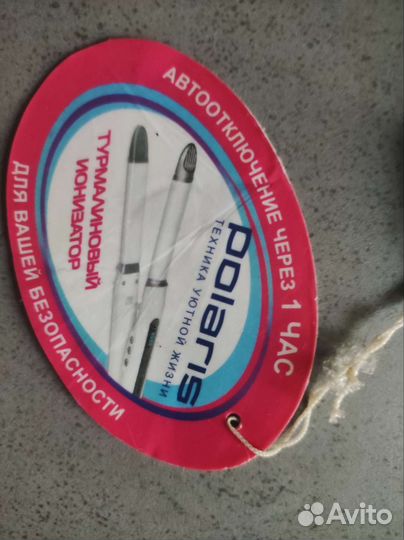 АВТООТКЛЮЧЕНИЕ ЧЕРЕЗ 1 ЧАС
polaris
ТЕХНИКА УЮТНОЙ ЖИЗНИ
ТУРМАЛИНОВЫЙ
ИОНИЗАТОР
ДЛЯ ВАШЕЙ БЕЗОПАСНОСТИ
Avito